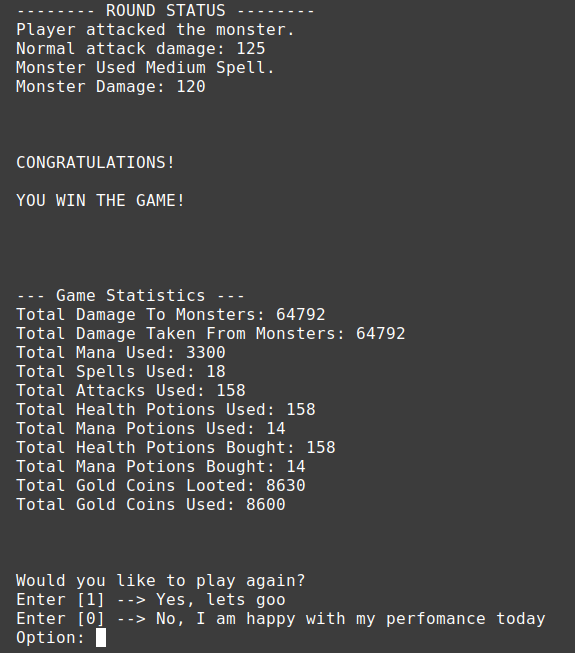 -------- ROUND STATUS --------
Player attacked the monster.
Normal attack damage: 125
Monster Used Medium Spell.
Monster Damage: 120
CONGRATULATIONS!
YOU WIN THE GAME!
--- Game Statistics ---
Total Damage To Monsters: 64792
Total Damage Taken From Monsters: 64792
Total Mana Used: 3300
Total Spells Used: 18
Total Attacks Used: 158
Total Health Potions Used: 158
Total Mana Potions Used: 14
Total Health Potions Bought: 158
Total Mana Potions Bought: 14
Total Gold Coins Looted: 8630
Total Gold Coins Used: 8600
Would you like to play again?
Enter [1] --> Yes, lets goo
Enter [0] --> No, I am happy with my perfomance today
Option: